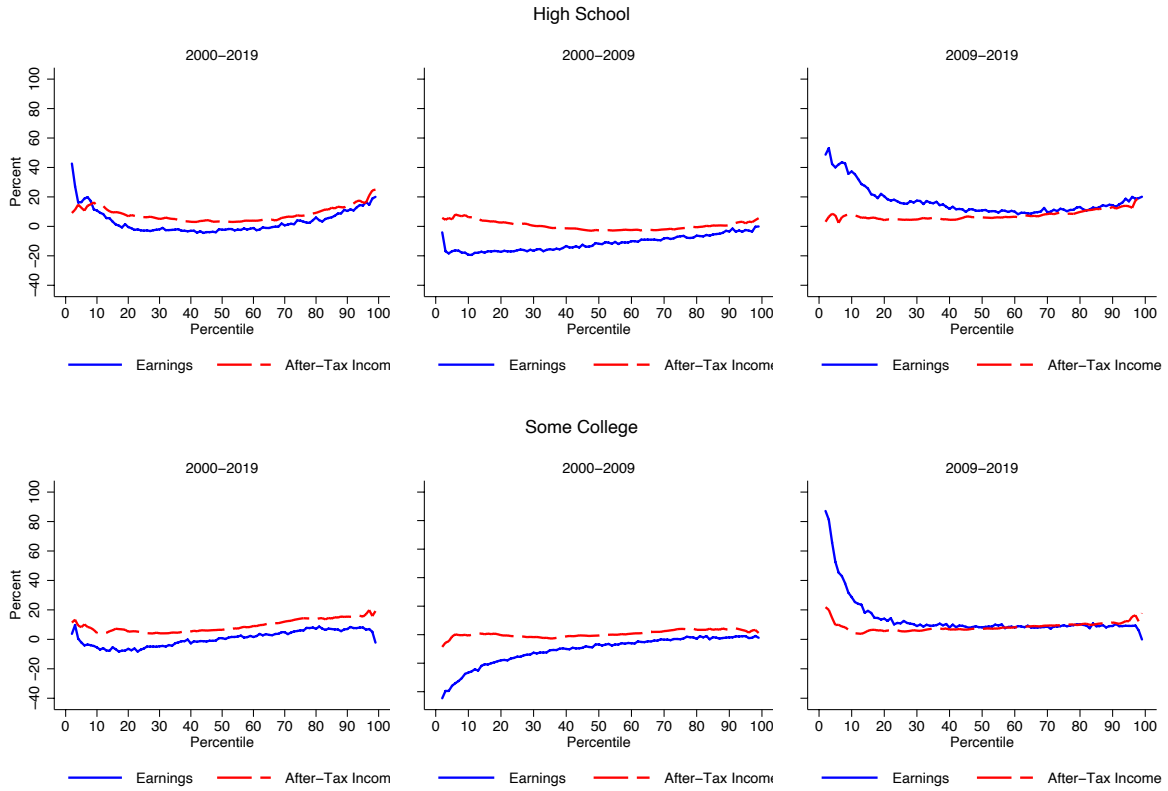 High School
2000−2019
2000−2009
2009−2019
Percent
−40 −20 0 20 40 60 80 100
0 10 20 30 40 50 60 70 80 90 100
Percentile
0 10 20 30 40 50 60 70 80 90 100
Percentile
0 10 20 30 40 50 60 70 80 90 100
Percentile
Earnings After−Tax Incom
Earnings After−Tax Incom
Earnings After−Tax Income
Some College
2000−2019
2000−2009
2009−2019
Percent
−40 −20 0 20 40 60 80 100
0 10 20 30 40 50 60 70 80 90 100
Percentile
0 10 20 30 40 50 60 70 80 90 100
Percentile
0 10 20 30 40 50 60 70 80 90 100
Percentile
Earnings After−Tax Incom
Earnings After−Tax Income
Earnings After−Tax Income